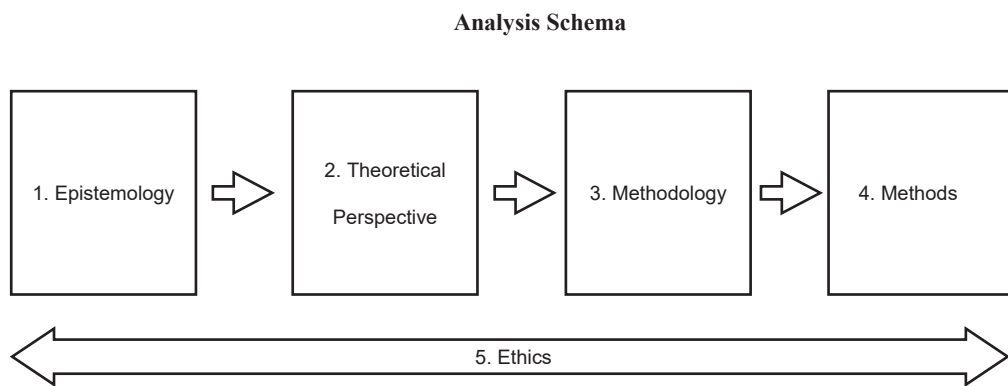 Analysis Schema
1. Epistemology
2. Theoretical
Perspective
3. Methodology
4. Methods
5. Ethics